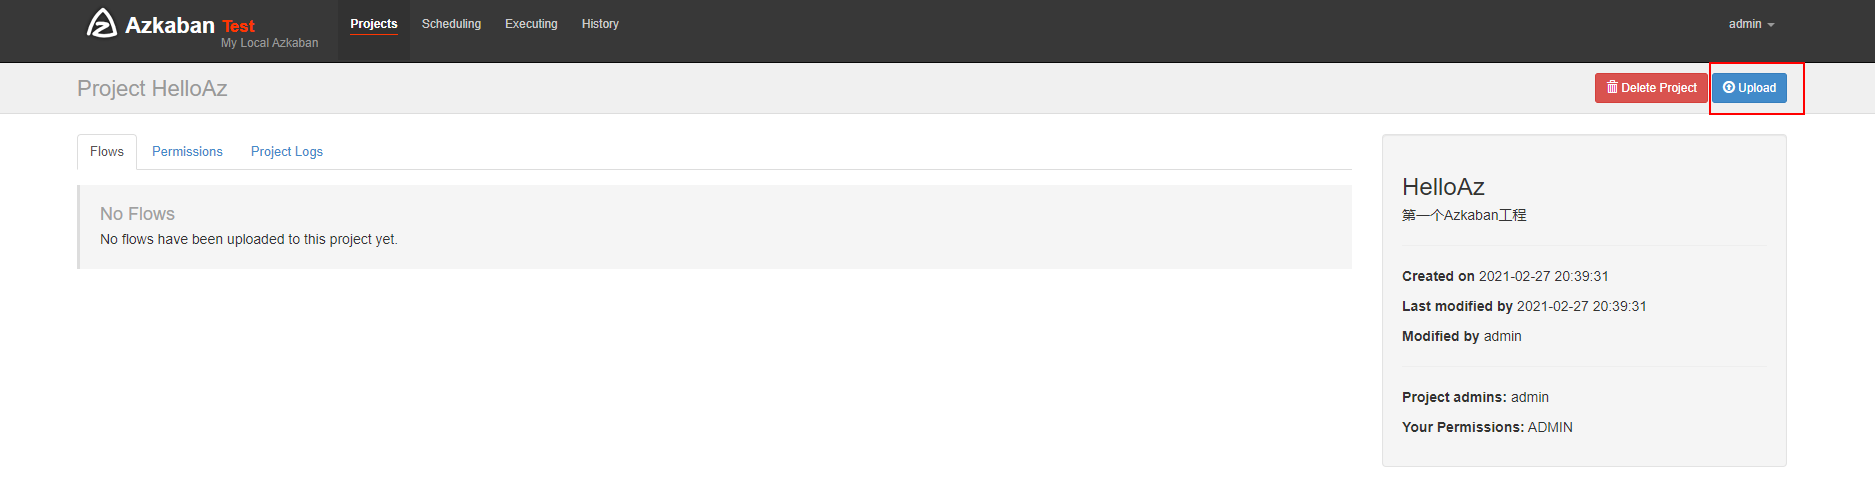 Azkaban Test
My Local Azkaban
Projects
Scheduling
Executing
History
admin
Project HelloAz
Delete Project
Upload
Flows
Permissions
Project Logs
No Flows
No flows have been uploaded to this project yet.
HelloAz
第一个Azkaban工程
Created on 2021-02-27 20:39:31
Last modified by 2021-02-27 20:39:31
Modified by admin
Project admins: admin
Your Permissions: ADMIN